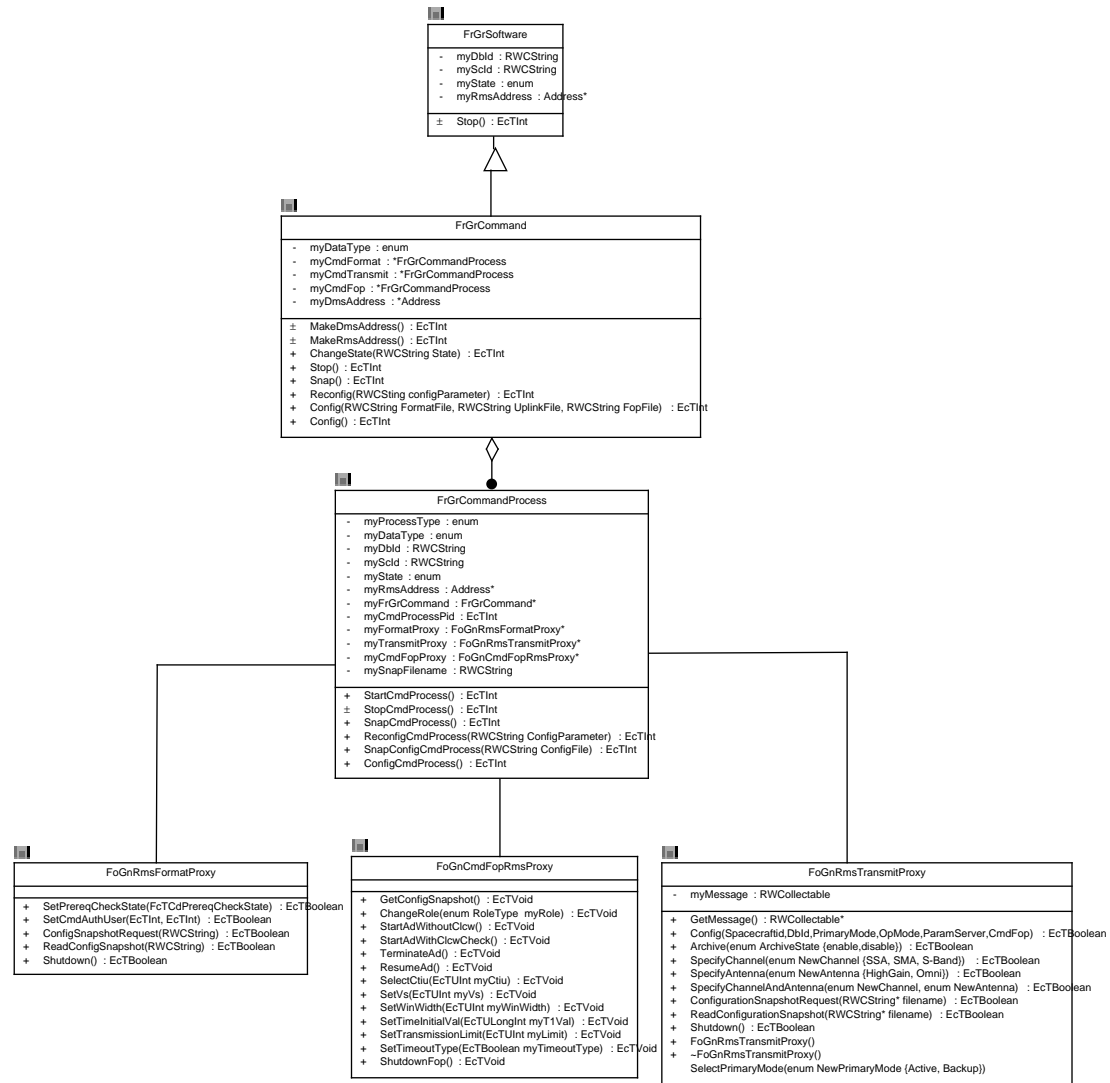 FrGrSoftware
- myDbId : RWCString
- myScId : RWCString
- myState : enum
- myRmsAddress : Address*
± Stop() : EcTInt
FrGrCommand
- myDataType : enum
- myCmdFormat : *FrGrCommandProcess
- myCmdTransmit : *FrGrCommandProcess
- myCmdFop : *FrGrCommandProcess
- myDmsAddress : *Address
± MakeDmsAddress() : EcTInt
± MakeRmsAddress() : EcTInt
+ ChangeState(RWCString State) : EcTInt
+ Stop() : EcTInt
+ Snap() : EcTInt
+ Reconfig(RWCSting configParameter) : EcTInt
+ Config(RWCString FormatFile, RWCString UplinkFile, RWCString FopFile) : EcTInt
+ Config() : EcTInt
FrGrCommandProcess
- myProcessType : enum
- myDataType : enum
- myDbId : RWCString
- myScId : RWCString
- myState : enum
- myRmsAddress : Address*
- myFrGrCommand : FrGrCommand*
- myCmdProcessPid : EcTInt
- myFormatProxy : FoGnRmsFormatProxy*
- myTransmitProxy : FoGnRmsTransmitProxy*
- myCmdFopProxy : FoGnCmdFopRmsProxy*
- mySnapFilename : RWCString
+ StartCmdProcess() : EcTInt
± StopCmdProcess() : EcTInt
+ SnapCmdProcess() : EcTInt
+ ReconfigCmdProcess(RWCString ConfigParameter) : EcTInt
+ SnapConfigCmdProcess(RWCString ConfigFile) : EcTInt
+ ConfigCmdProcess() : EcTInt
FoGnRmsFormatProxy
+ SetPrereqCheckState(FcTCdPrereqCheckState) : EcTBoolean
+ SetCmdAuthUser(EcTInt, EcTInt) : EcTBoolean
+ ConfigSnapshotRequest(RWCString) : EcTBoolean
+ ReadConfigSnapshot(RWCString) : EcTBoolean
+ Shutdown() : EcTBoolean
FoGnCmdFopRmsProxy
+ GetConfigSnapshot() : EcTVoid
+ ChangeRole(enum RoleType myRole) : EcTVoid
+ StartAdWithoutClcw() : EcTVoid
+ StartAdWithClcwCheck() : EcTVoid
+ TerminateAd() : EcTVoid
+ ResumeAd() : EcTVoid
+ SelectCtiu(EcTUInt myCtiu) : EcTVoid
+ SetVs(EcTUInt myVs) : EcTVoid
+ SetWinWidth(EcTUInt myWinWidth) : EcTVoid
+ SetTimeInitialVal(EcTULongInt myT1Val) : EcTVoid
+ SetTransmissionLimit(EcTUInt myLimit) : EcTVoid
+ SetTimeoutType(EcTBoolean myTimeoutType) : EcTVoid
+ ShutdownFop() : EcTVoid
FoGnRmsTransmitProxy
- myMessage : RWCollectable
+ GetMessage() : RWCollectable*
+ Config(SpacecraftId,DbId,PrimaryMode,OpMode,ParamServer,CmdFop) : EcTBoolean
+ Archive(enum ArchiveState {enable,disable}) : EcTBoolean
+ SpecifyChannel(enum NewChannel {SSA, SMA, S-Band}) : EcTBoolean
+ SpecifyAntenna(enum NewAntenna {HighGain, Omni}) : EcTBoolean
+ SpecifyChannelAndAntenna(enum NewChannel, enum NewAntenna) : EcTBoolean
+ ConfigurationSnapshotRequest(RWCString* filename) : EcTBoolean
+ ReadConfigurationSnapshot(RWCString* filename) : EcTBoolean
+ Shutdown() : EcTBoolean
+ FoGnRmsTransmitProxy()
+ ~FoGnRmsTransmitProxy()
SelectPrimaryMode(enum NewPrimaryMode {Active, Backup})